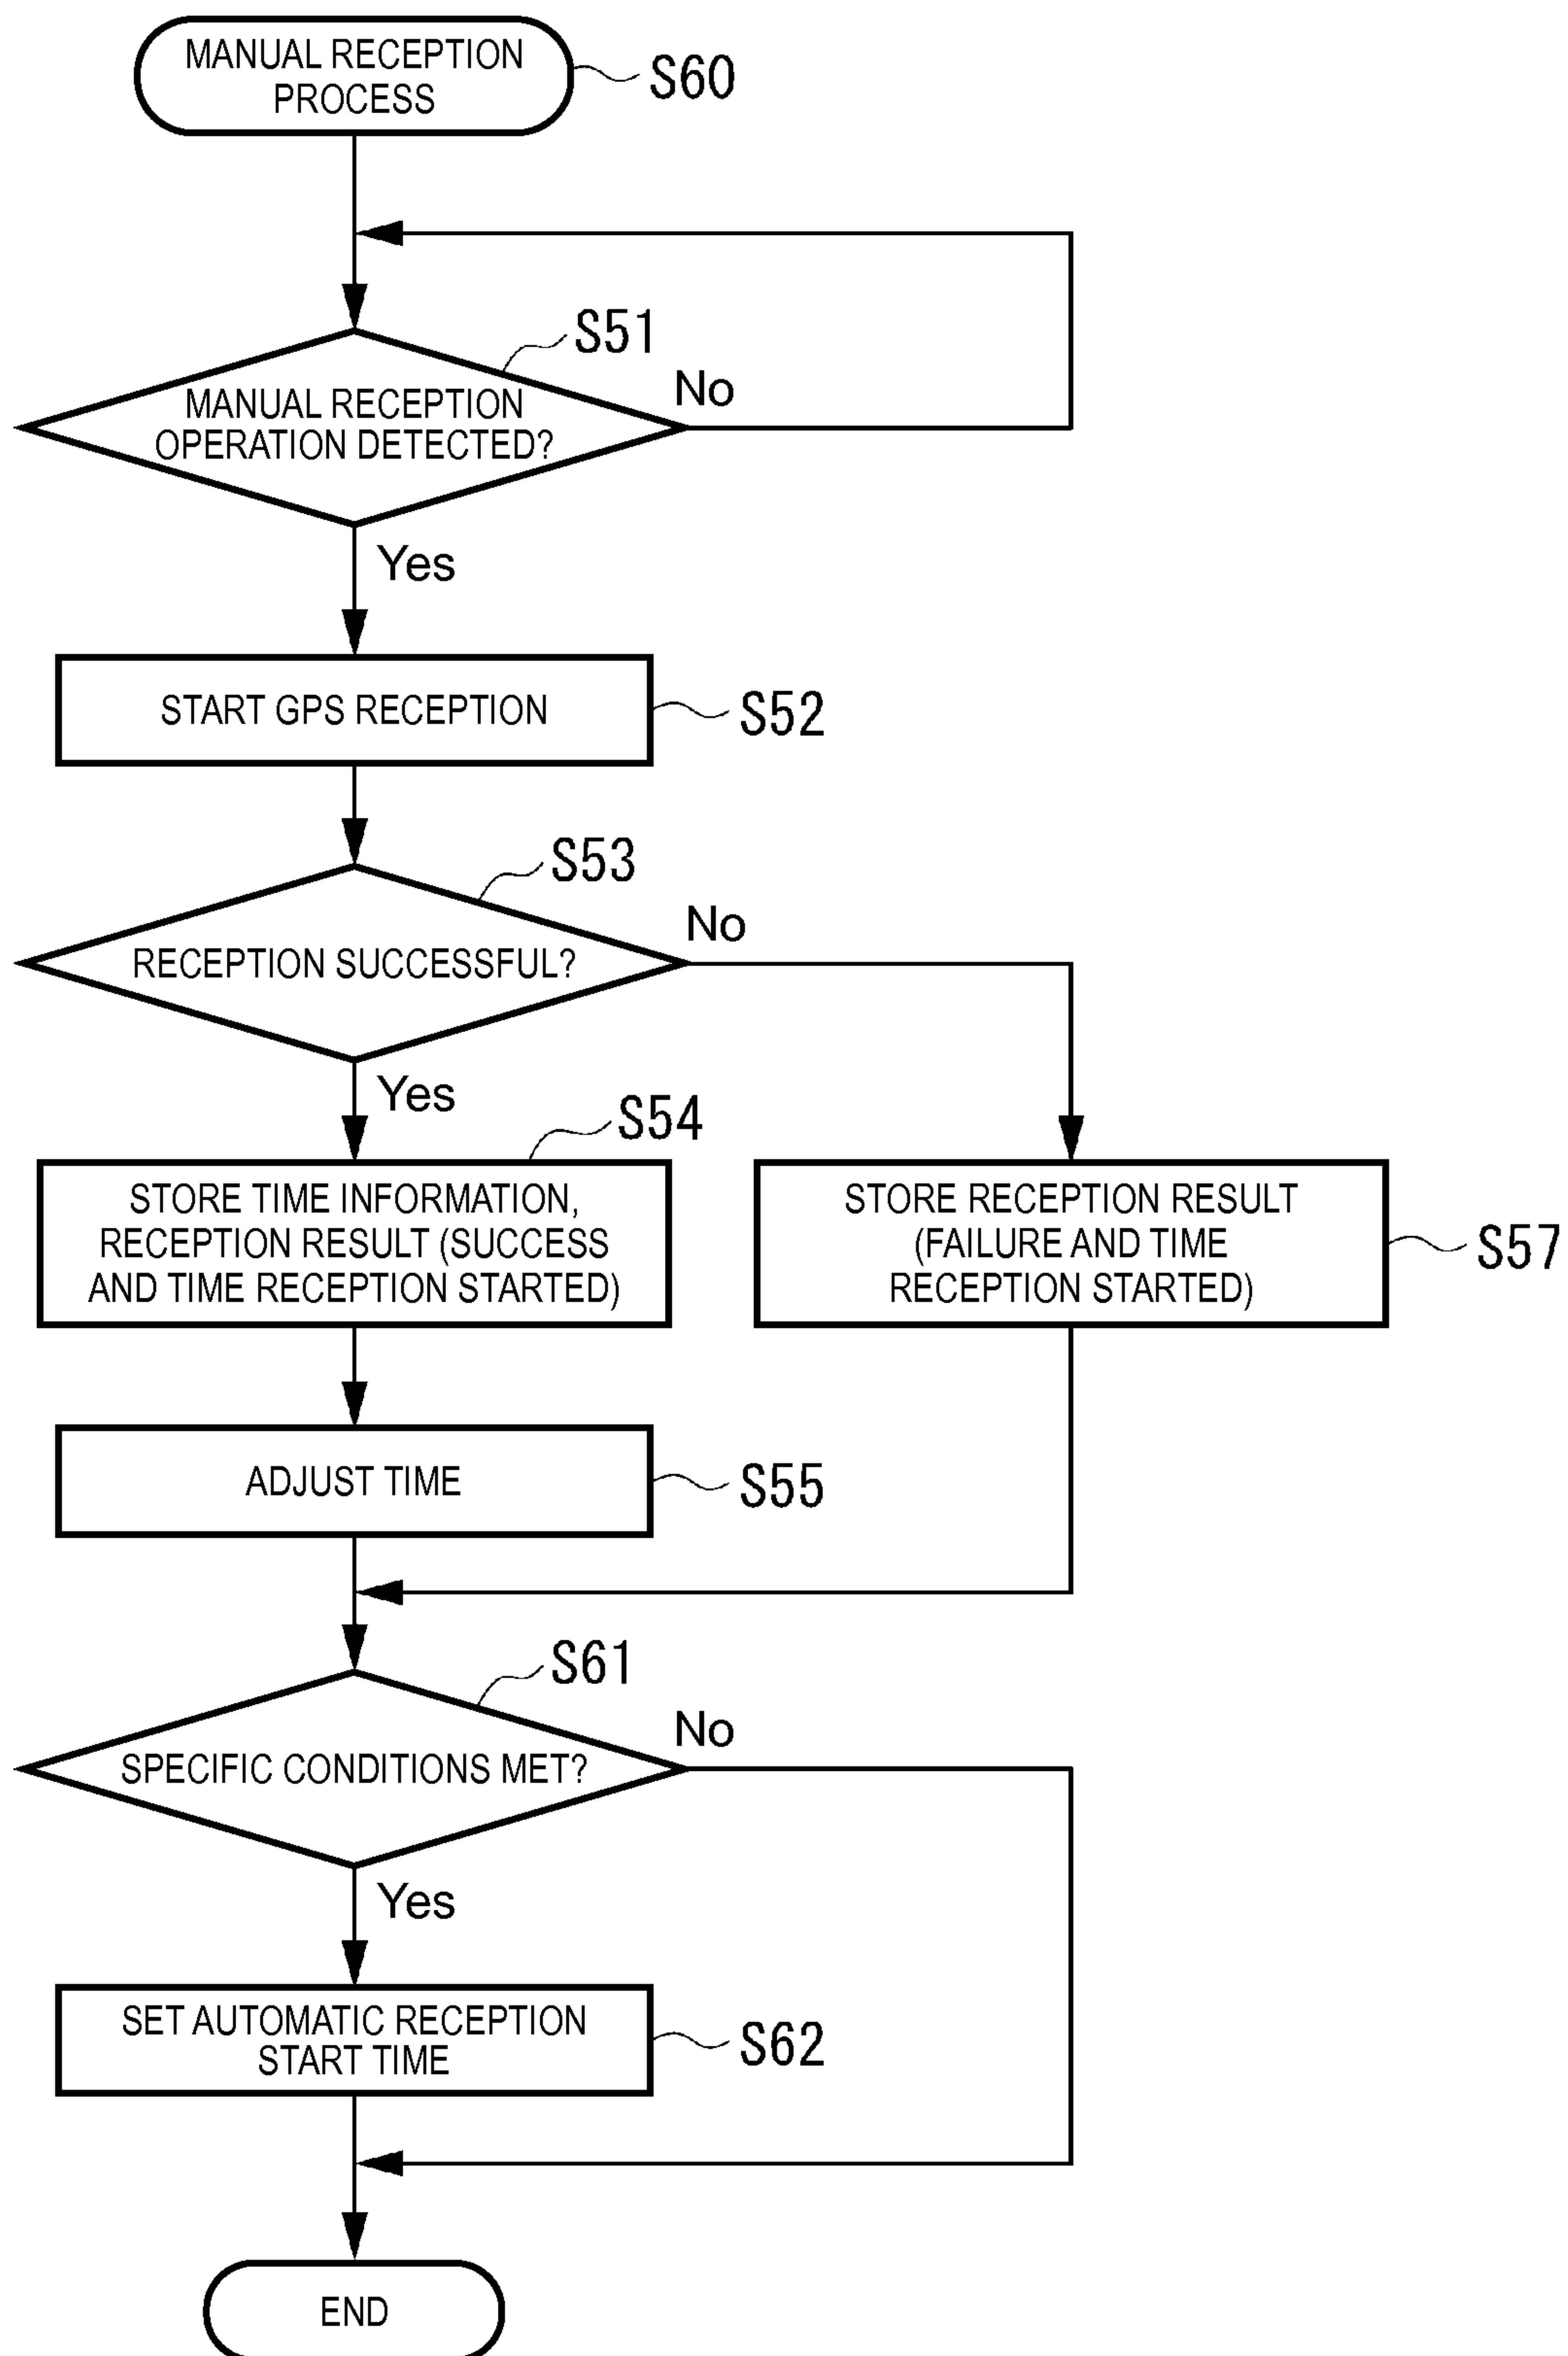 MANUAL RECEPTION
PROCESS
S60
S51
MANUAL RECEPTION
OPERATION DETECTED?
No
Yes
START GPS RECEPTION
S52
S53
RECEPTION SUCCESSFUL?
No
Yes
S54
STORE TIME INFORMATION,
RECEPTION RESULT (SUCCESS
AND TIME RECEPTION STARTED)
STORE RECEPTION RESULT
(FAILURE AND TIME
RECEPTION STARTED)
S57
ADJUST TIME
S55
S61
SPECIFIC CONDITIONS MET?
No
Yes
SET AUTOMATIC RECEPTION
START TIME
S62
END